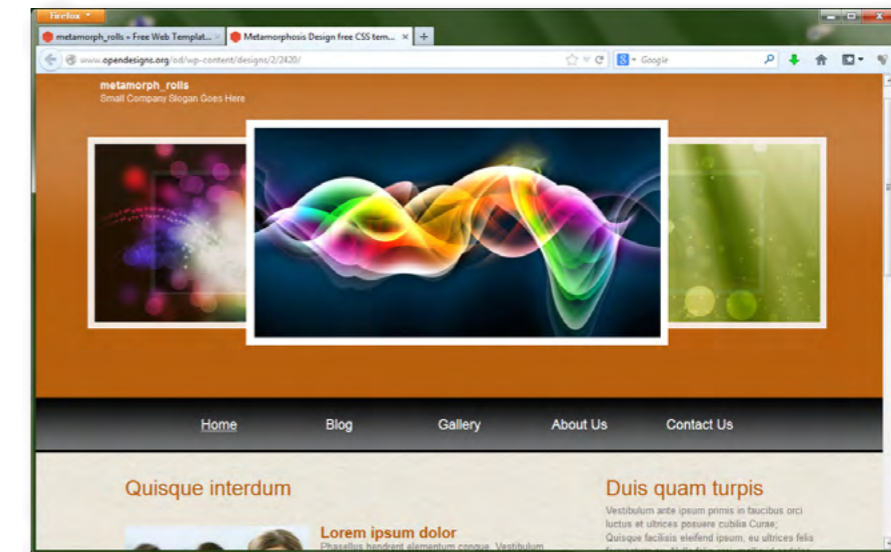 Firefox
metamorph_rolls » Free Web Templat...
Metamorphosis Design free CSS tem...
www.opendesigns.org/od/wp-content/designs/2/2420/
Google
metamorph_rolls
Small Company Slogan Goes Here
Home
Blog
Gallery
About Us
Contact Us
Quisque interdum
Lorem ipsum dolor
Phasellus hendrerit elementum congue. Vestibulum
Duis quam turpis
Vestibulum ante ipsum primis in faucibus orci
luctus et ultrices posuere cubilia Curae;
Quisque facilisis eleifend ipsum, eu ultrices felis